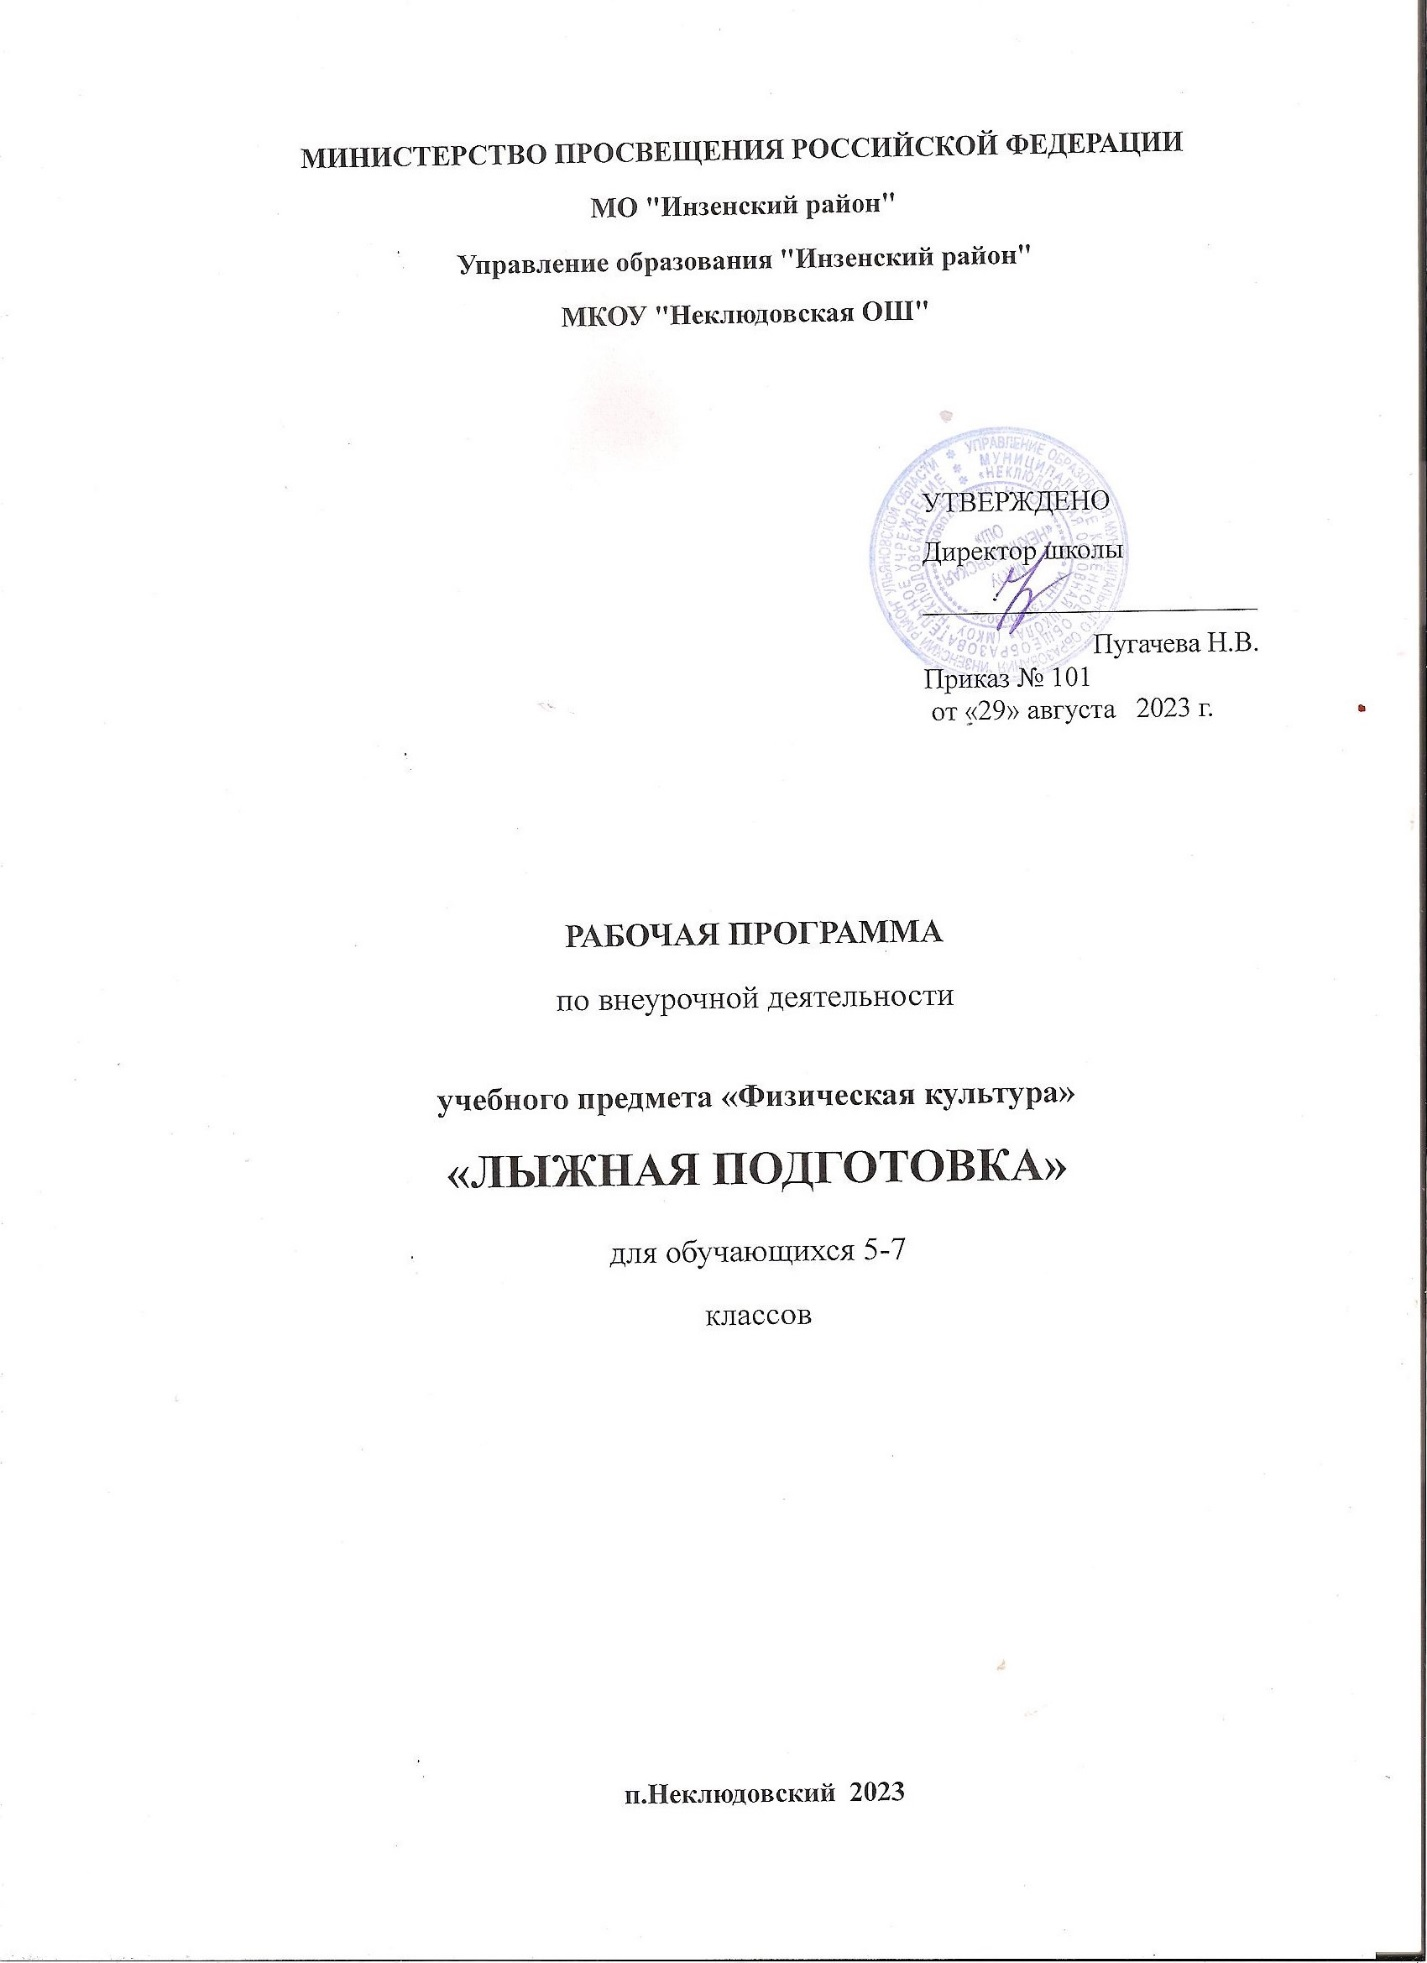 МИНИСТЕРСТВО ПРОСВЕЩЕНИЯ РОССИЙСКОЙ ФЕДЕРАЦИИ
МО "Инзенский район"
Управление образования "Инзенский район"
МКОУ "Неклюдовская ОШ"
УТВЕРЖДЕНО
Директор школы
Пугачева Н.В.
Приказ № 101
от «29» августа 2023 г.
РАБОЧАЯ ПРОГРАММА
по внеурочной деятельности
учебного предмета «Физическая культура»
«ЛЫЖНАЯ ПОДГОТОВКА»
для обучающихся 5-7
классов
п.Неклюдовский 2023